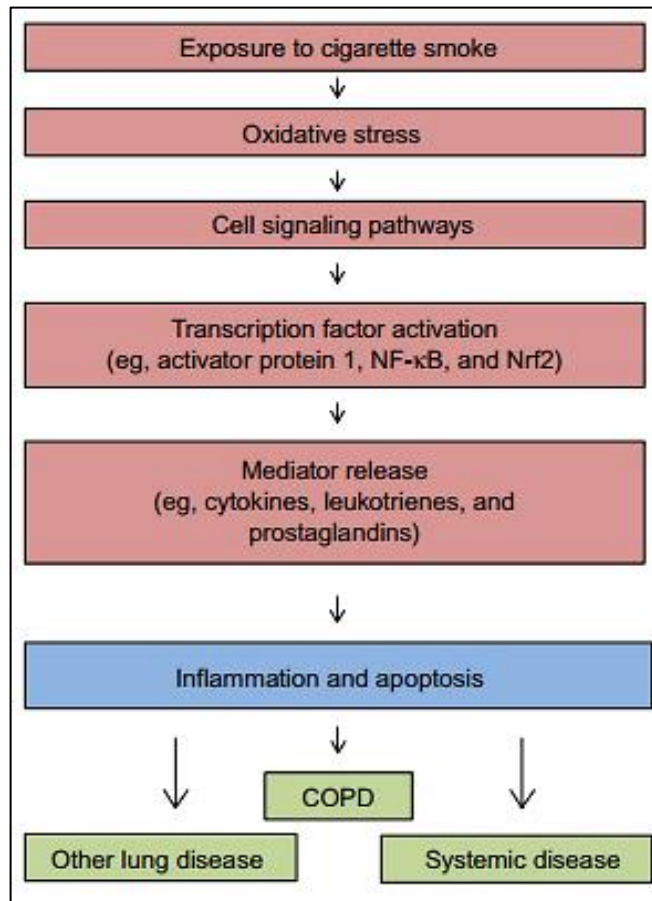 Exposure to cigarette smoke
Oxidative stress
Cell signaling pathways
Transcription factor activation
(eg, activator protein 1, NF-κB, and Nrf2)
Mediator release
(eg, cytokines, leukotrienes, and
prostaglandins)
Inflammation and apoptosis
COPD
Other lung disease
Systemic disease